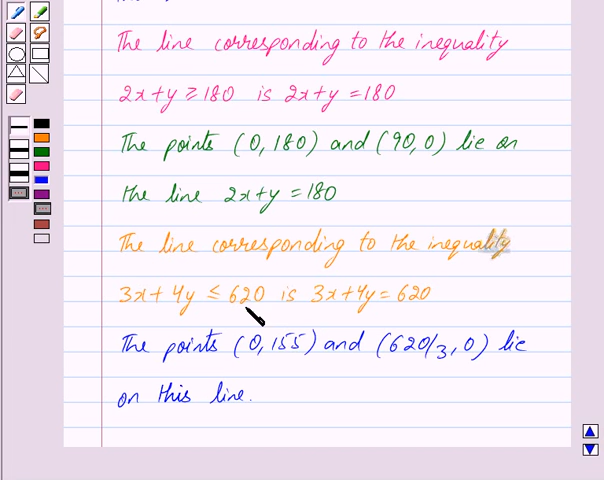 The line corresponding to the inequality
2x+y ≥ 180 is 2x+y = 180
The points (0, 180) and (90, 0) lie on
the line 2x+y = 180
The line corresponding to the inequality
3x + 4y ≤ 620 is 3x+4y = 620
The points (0, 155) and (620/3, 0) lie
on this line.